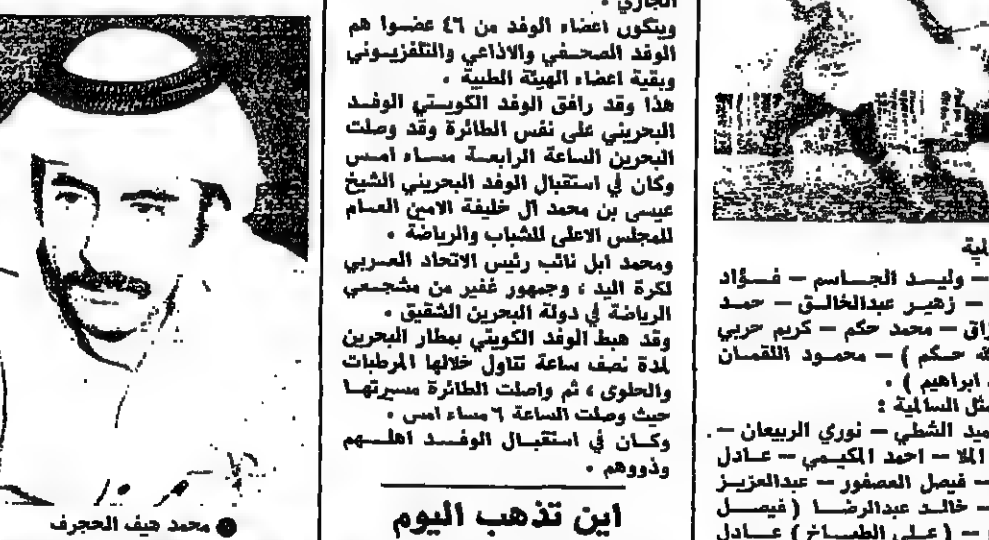 الجاري .
ويتكون اعضاء الوفد من ٤٦ عضوا هم
الوفد الصحفي والاذاعي والتلفزيوني
وبقية اعضاء الهيئة الطبية .
هذا وقد رافق الوفد الكويتي الوفد
البحريني على نفس الطائرة وقد وصلت
البحرين الساعة الرابعة مساء امس
وكان في استقبال الوفد البحريني الشيخ
عيسى بن محمد آل خليفة الامين العام
للمجلس الاعلى للشباب والرياضة .
ومحمد ابل نائب رئيس الاتحاد العربي
لكرة اليد ، وجمهور غفير من مشجعي
الرياضة في دولة البحرين الشقيق .
وقد هبط الوفد الكويتي بمطار البحرين
لمدة نصف ساعة تناول خلالها المرطبات
والحلوى ، ثم واصلت الطائرة مسيرتها
حيث وصلت الساعة ٦ مساء امس .
وكان في استقبال الوفد اهلهم
وذووهم .
اين تذهب اليوم
● محمد هيف الحجرف
— وليد الجاسم — فؤاد
— زهير عبدالخالق — حمد
— محمد حكم — كريم حربي
حكم ) — محمود اللقمان
ابراهيم ) .
السالمية :
الشطي — نوري الربيعان — .
الملا — احمد المكيمي — عادل
— فيصل العصفور — عبدالعزيز
— خالد عبدالرضا ( فيصل
— ( علي الطباخ ) عادل